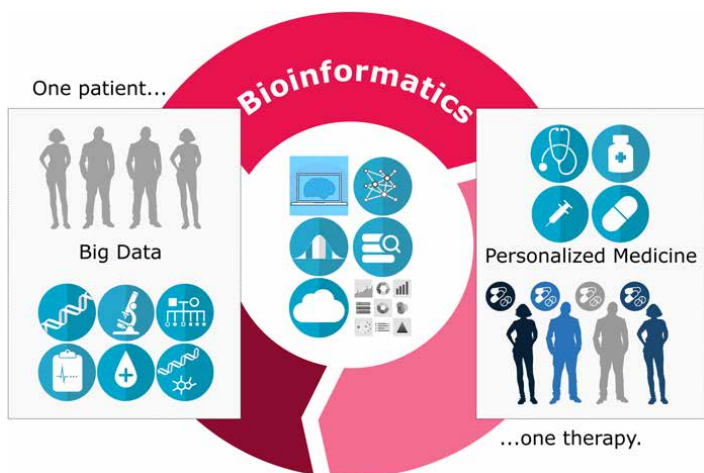 Bioinformatics
One patient...
Big Data
Personalized Medicine
...one therapy.